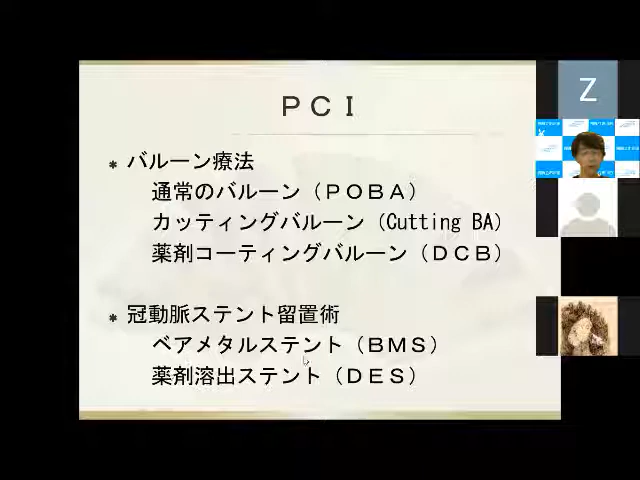 ＰＣＩ
* バルーン療法
通常のバルーン（ＰＯＢＡ）
カッティングバルーン（Cutting BA）
薬剤コーティングバルーン（ＤＣＢ）
* 冠動脈ステント留置術
ベアメタルステント（ＢＭＳ）
薬剤溶出ステント（ＤＥＳ）
Z